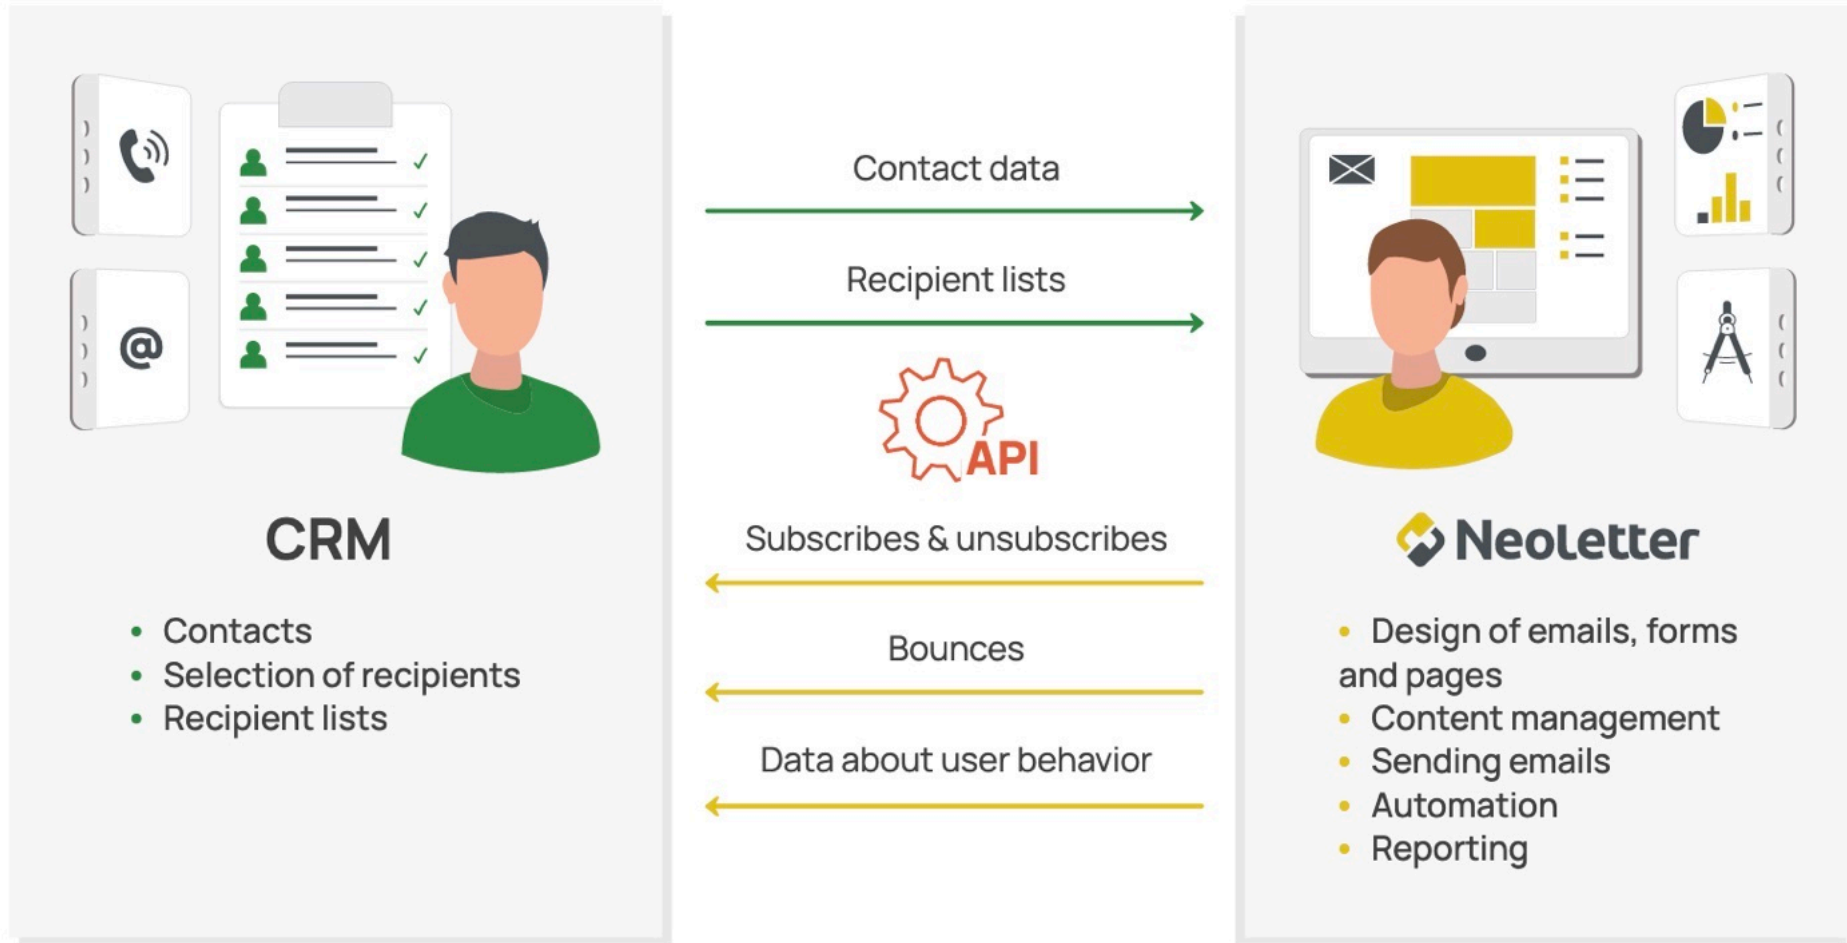 @
CRM
• Contacts
• Selection of recipients
• Recipient lists
Contact data
Recipient lists
API
Subscribes & unsubscribes
Bounces
Data about user behavior
Neoletter
• Design of emails, forms
and pages
• Content management
• Sending emails
• Automation
• Reporting